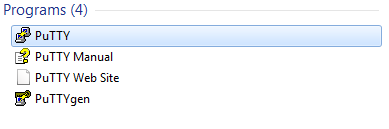 Programs (4)
PuTTY
PuTTY Manual
PuTTY Web Site
PuTTYgen